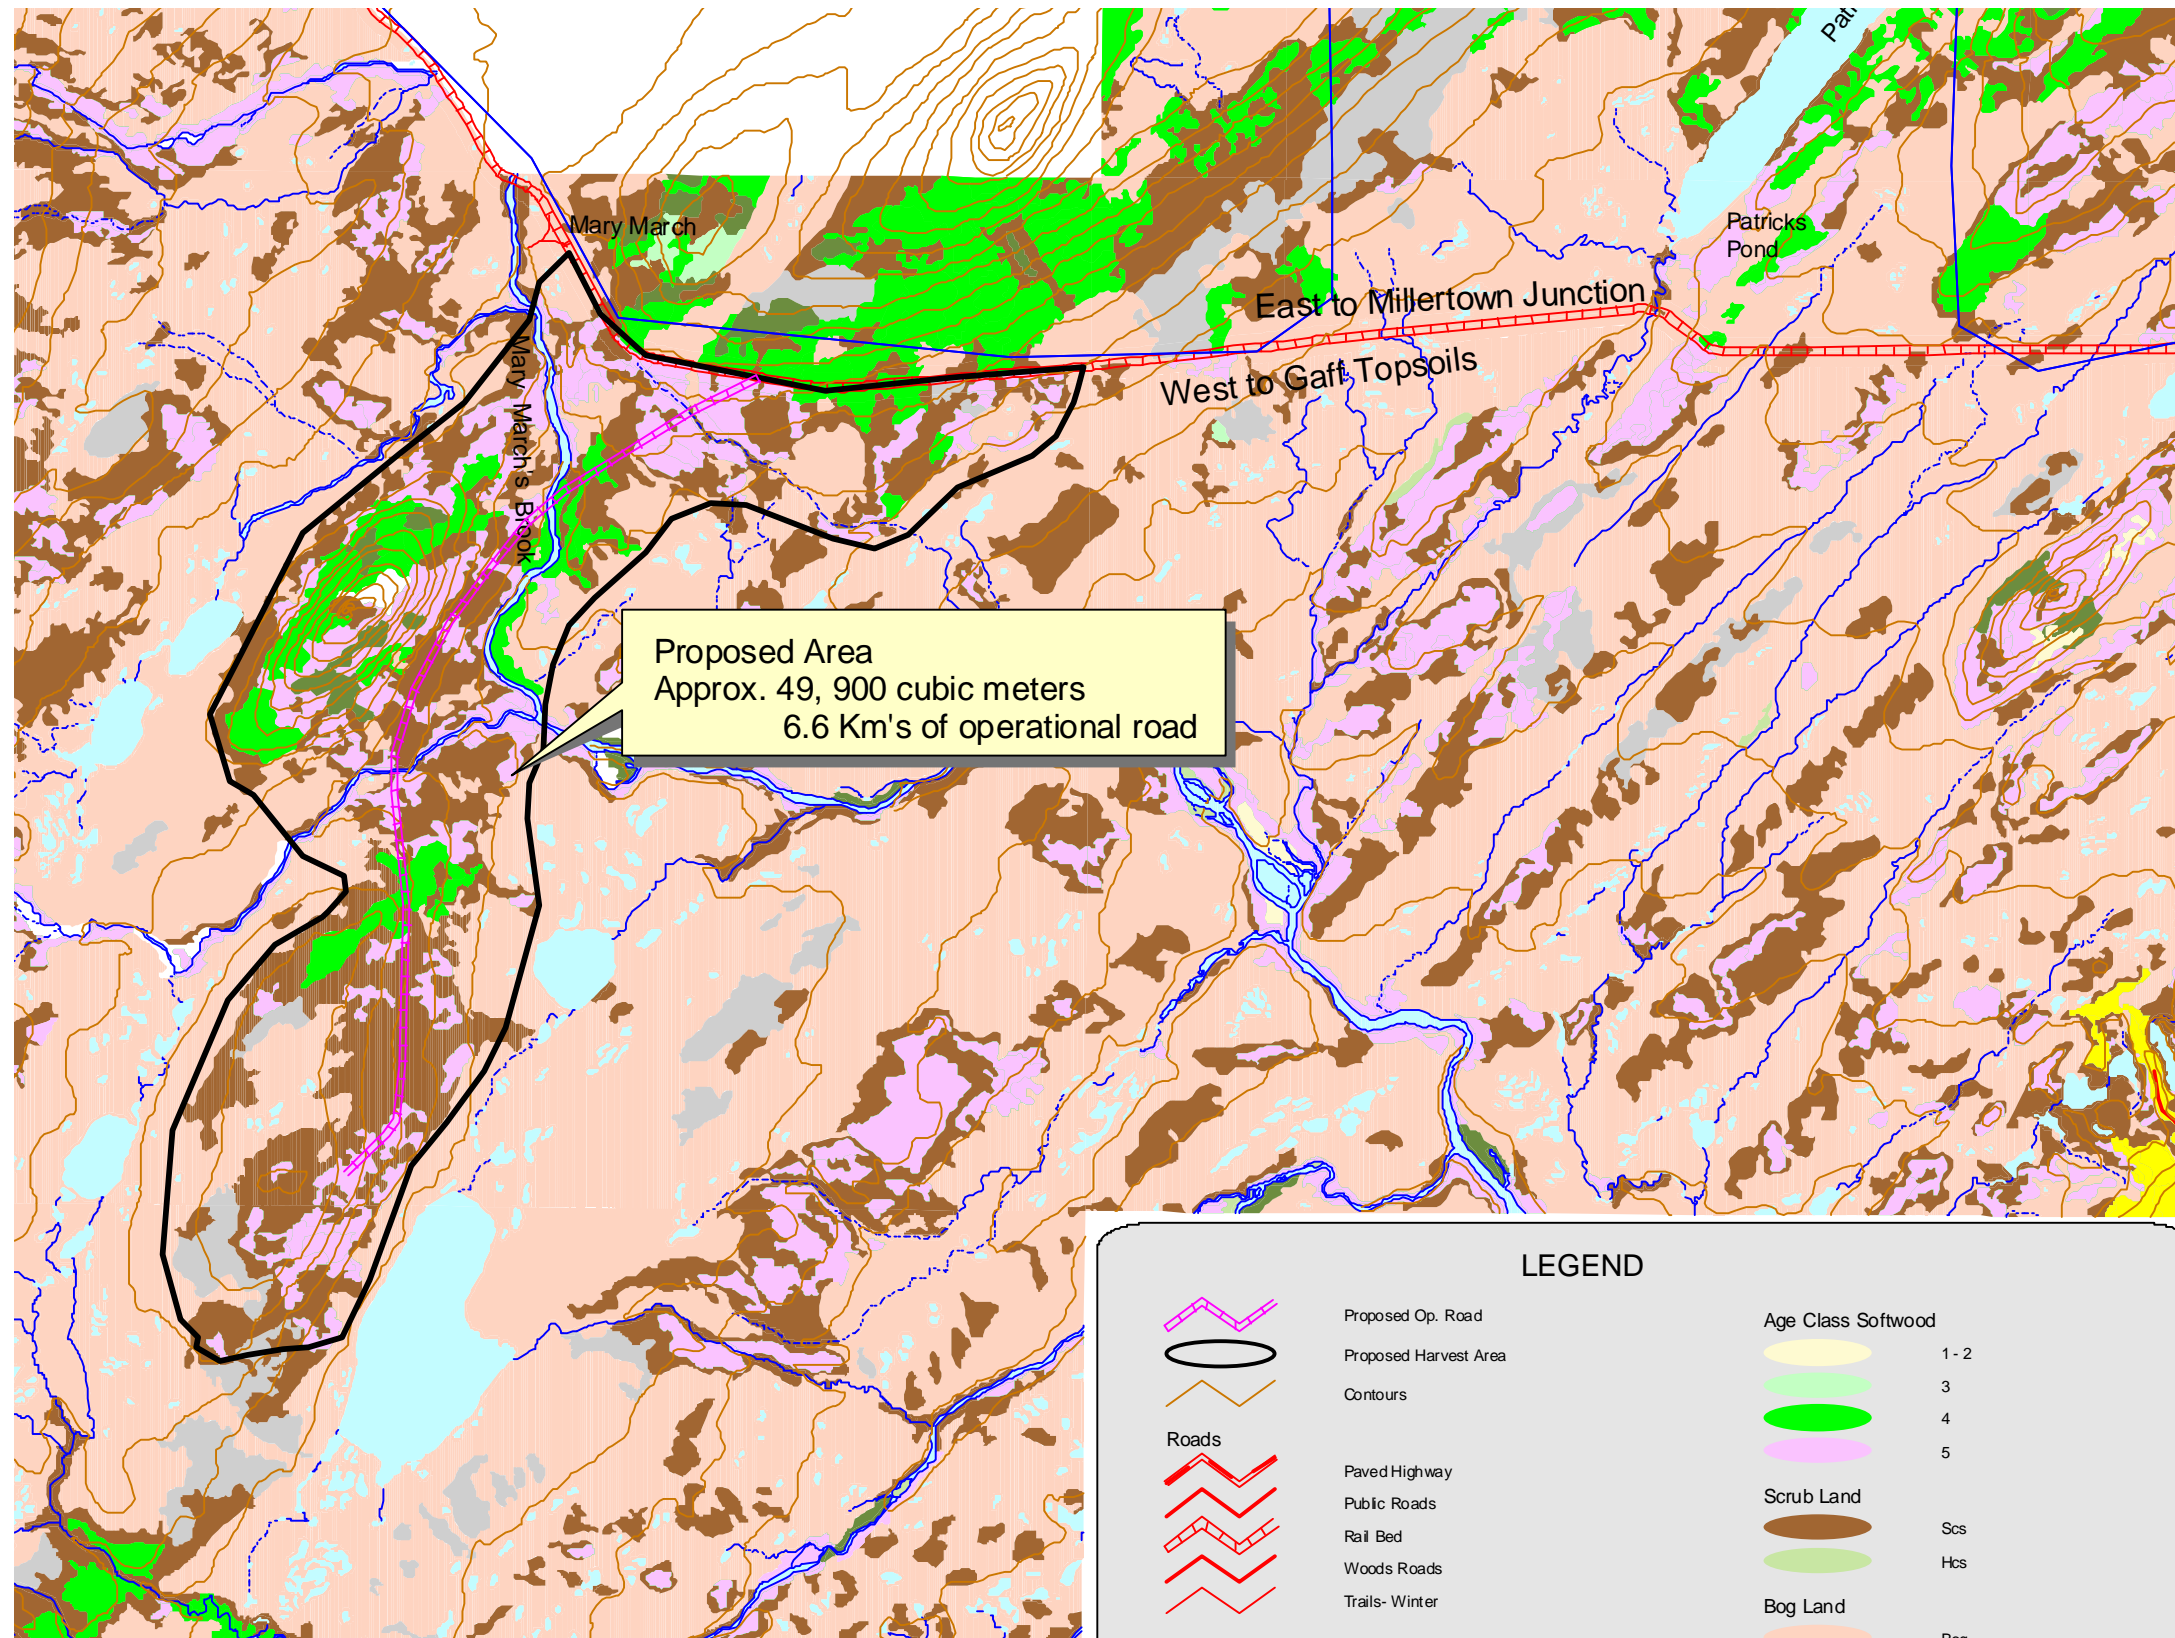 Mary March
Patricks
Pond
East to Millertown Junction
West to Gaff Topsoils
Mary March's Brook
Proposed Area
Approx. 49, 900 cubic meters
6.6 Km's of operational road
LEGEND
Proposed Op. Road
Proposed Harvest Area
Contours
Roads
Paved Highway
Public Roads
Rail Bed
Woods Roads
Trails- Winter
Age Class Softwood
1 - 2
3
4
5
Scrub Land
Scs
Hcs
Bog Land